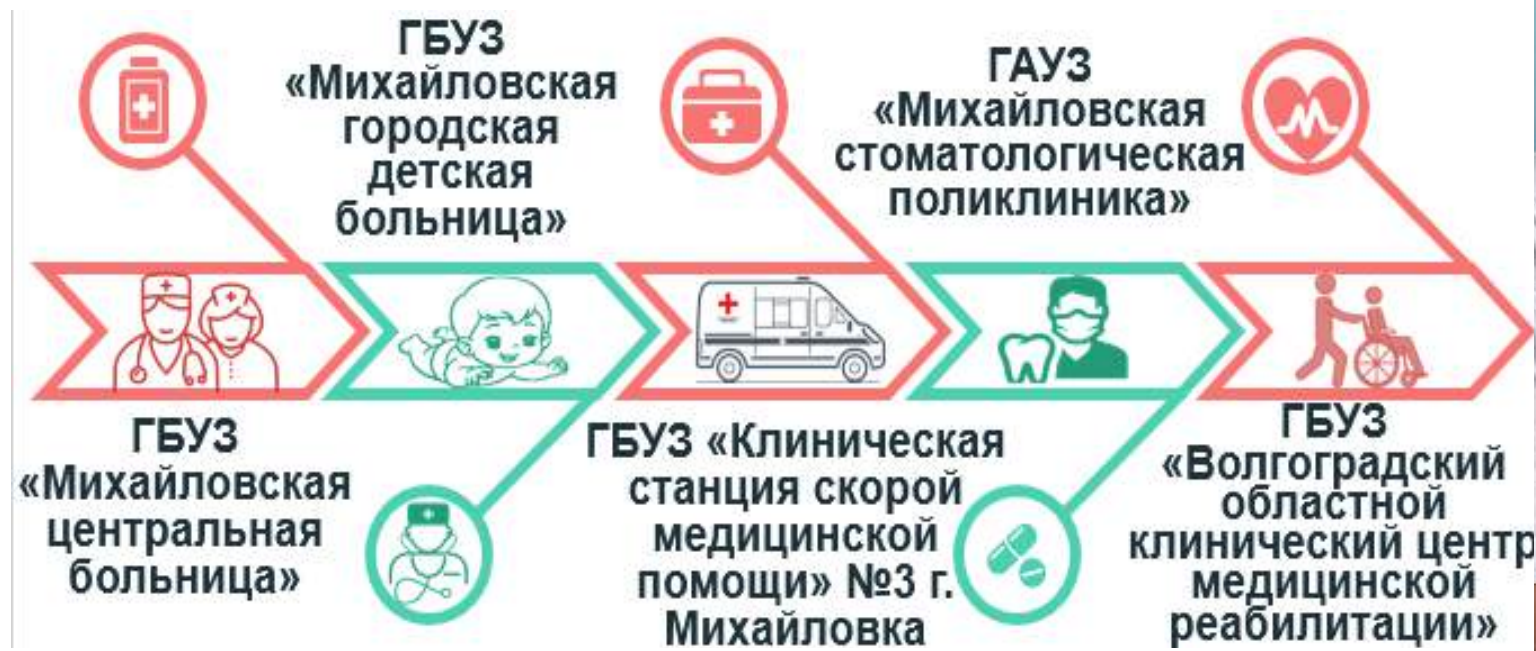 ГБУЗ
«Михайловская
центральная
больница»
ГБУЗ
«Михайловская
городская
детская
больница»
ГБУЗ «Клиническая
станция скорой
медицинской
помощи» №3 г.
Михайловка
ГАУЗ
«Михайловская
стоматологическая
поликлиника»
ГБУЗ
«Волгоградский
областной
клинический центр
медицинской
реабилитации»